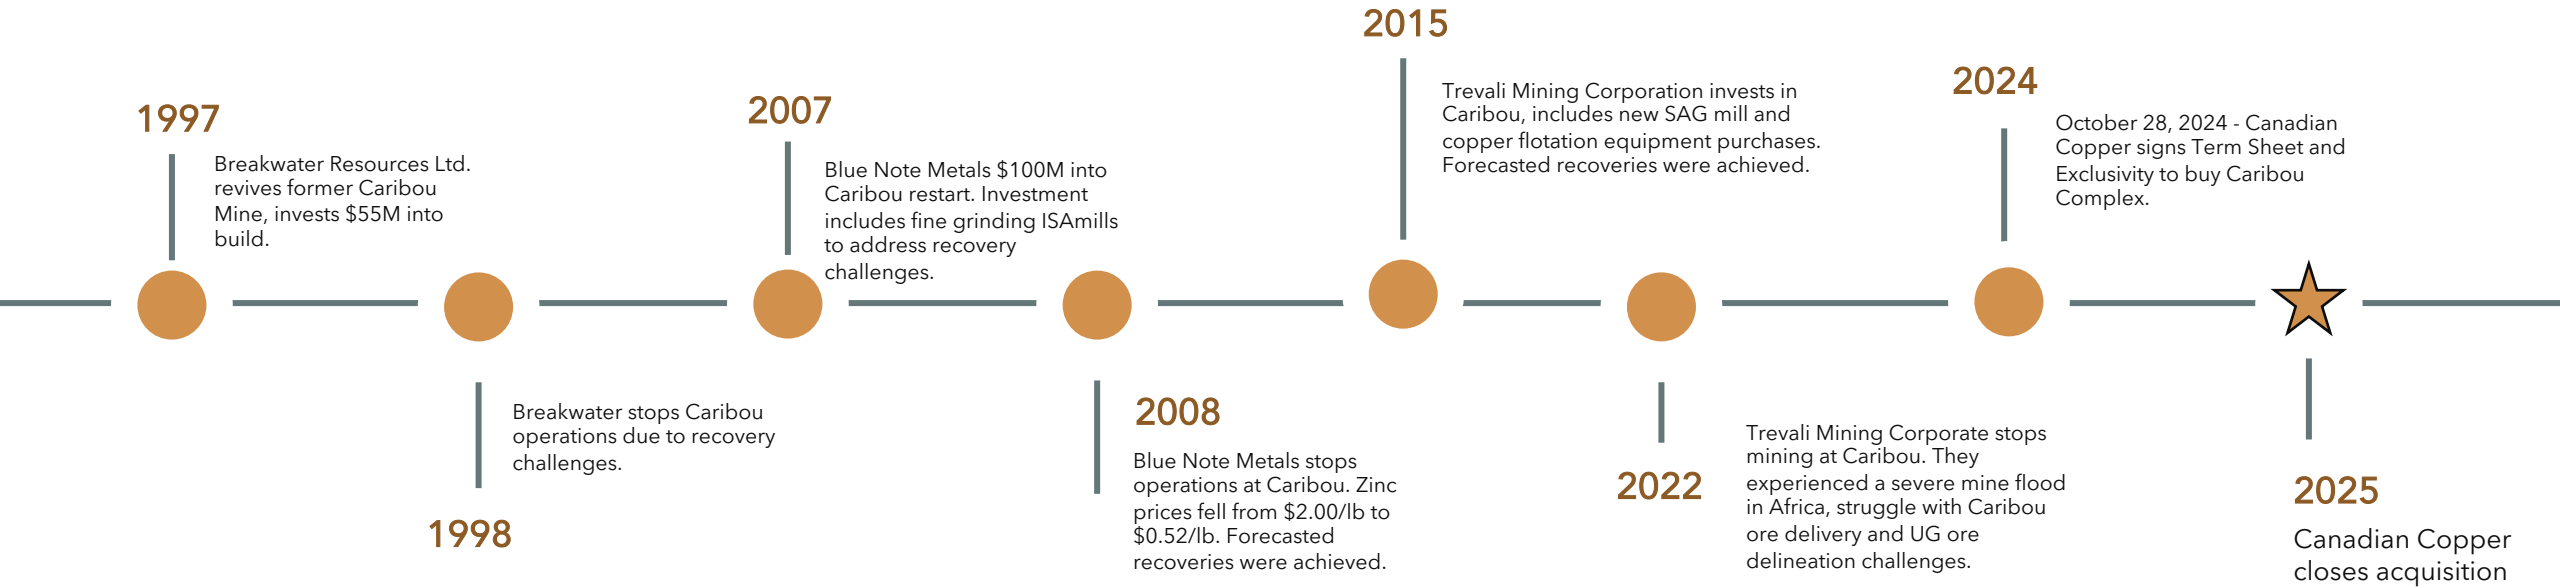 1997
Breakwater Resources Ltd.
revives former Caribou
Mine, invests $55M into
build.
1998
Breakwater stops Caribou
operations due to recovery
challenges.
2007
Blue Note Metals $100M into
Caribou restart. Investment
includes fine grinding ISAmills
to address recovery
challenges.
2008
Blue Note Metals stops
operations at Caribou. Zinc
prices fell from $2.00/lb to
$0.52/lb. Forecasted
recoveries were achieved.
2015
Trevali Mining Corporation invests in
Caribou, includes new SAG mill and
copper flotation equipment purchases.
Forecasted recoveries were achieved.
2022
Trevali Mining Corporate stops
mining at Caribou. They
experienced a severe mine flood
in Africa, struggle with Caribou
ore delivery and UG ore
delineation challenges.
2024
October 28, 2024 - Canadian
Copper signs Term Sheet and
Exclusivity to buy Caribou
Complex.
2025
Canadian Copper
closes acquisition